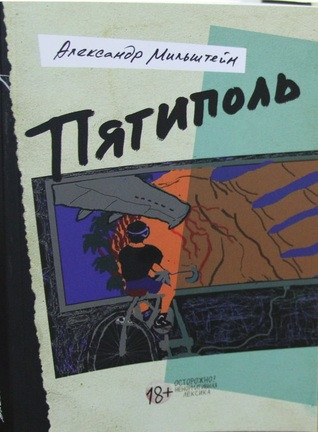 Александр Мильштейн
Пятиполь
18+
ОСТОРОЖНО!
НЕНОРМАТИВНАЯ
ЛЕКСИКА